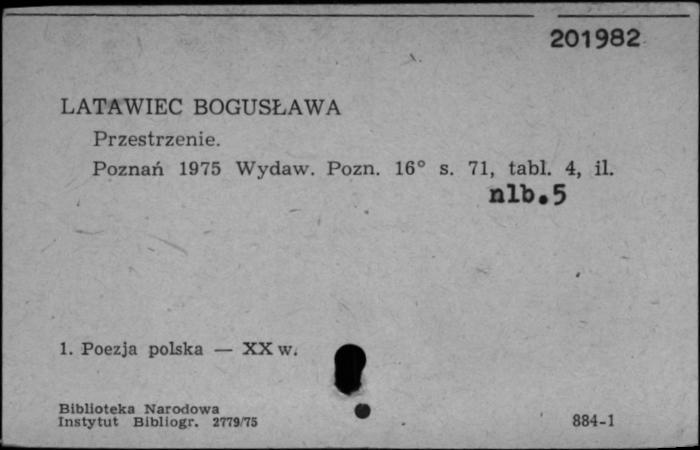 201982
LATAWIEC BOGUSŁAWA
Przestrzenie.
Poznań 1975 Wydaw. Pozn. 16° s. 71, tabl. 4, il.
nlb.5
1. Poezja polska — XX w.
Biblioteka Narodowa
Instytut Bibliogr. 2779/75
884-1